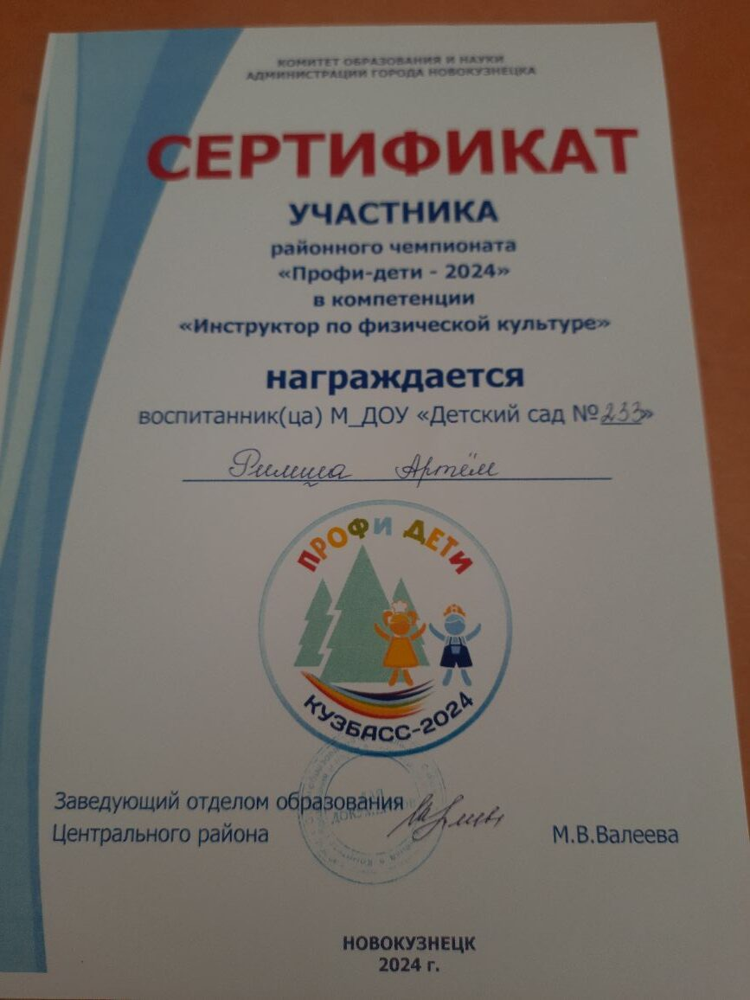 КОМИТЕТ ОБРАЗОВАНИЯ И НАУКИ
АДМИНИСТРАЦИИ ГОРОДА НОВОКУЗНЕЦКА
СЕРТИФИКАТ
УЧАСТНИКА
районного чемпионата
«Профи-дети - 2024»
в компетенции
«Инструктор по физической культуре»
награждается
воспитанник(ца) М_ДОУ «Детский сад №233»
Артём
ПРОФИ ДЕТИ
КУЗБАСС-2024
Заведующий отделом образования
Центрального района
М.В.Валеева
НОВОКУЗНЕЦК
2024 г.